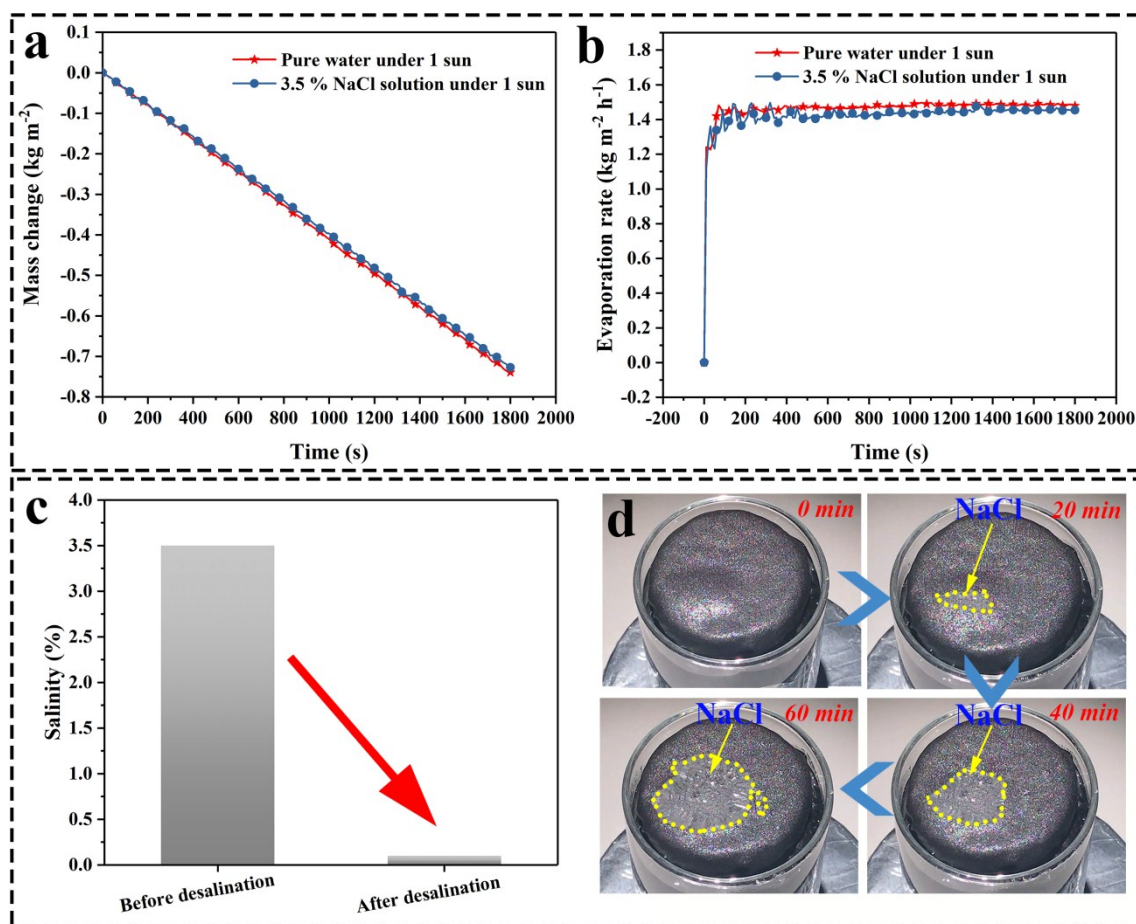 a
Pure water under 1 sun
3.5 % NaCl solution under 1 sun
Mass change (kg m⁻²)
0.1
0.0
-0.1
-0.2
-0.3
-0.4
-0.5
-0.6
-0.7
-0.8
0 200 400 600 800 1000 1200 1400 1600 1800 2000
Time (s)
b
Pure water under 1 sun
3.5 % NaCl solution under 1 sun
Evaporation rate (kg m⁻² h⁻¹)
1.8
1.6
1.4
1.2
1.0
0.8
0.6
0.4
0.2
0.0
-0.2
-200 0 200 400 600 800 1000 1200 1400 1600 1800 2000
Time (s)
c
Salinity (%)
4.0
3.5
3.0
2.5
2.0
1.5
1.0
0.5
0.0
Before desalination
After desalination
d
0 min
NaCl
20 min
NaCl
60 min
NaCl
40 min